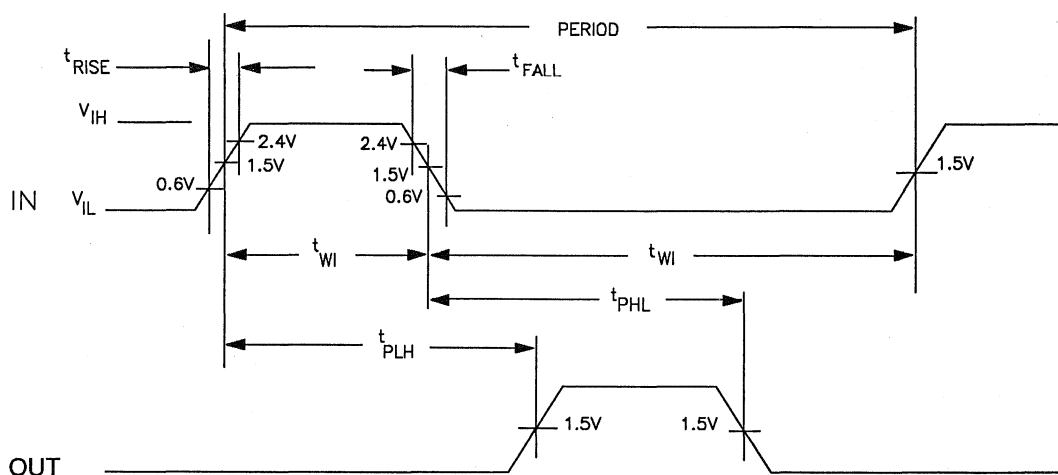 PERIOD
tRISE
tFALL
VIH
2.4V
2.4V
1.5V
1.5V
1.5V
0.6V
0.6V
IN
VIL
tWI
tWI
tPHL
tPLH
1.5V
1.5V
OUT